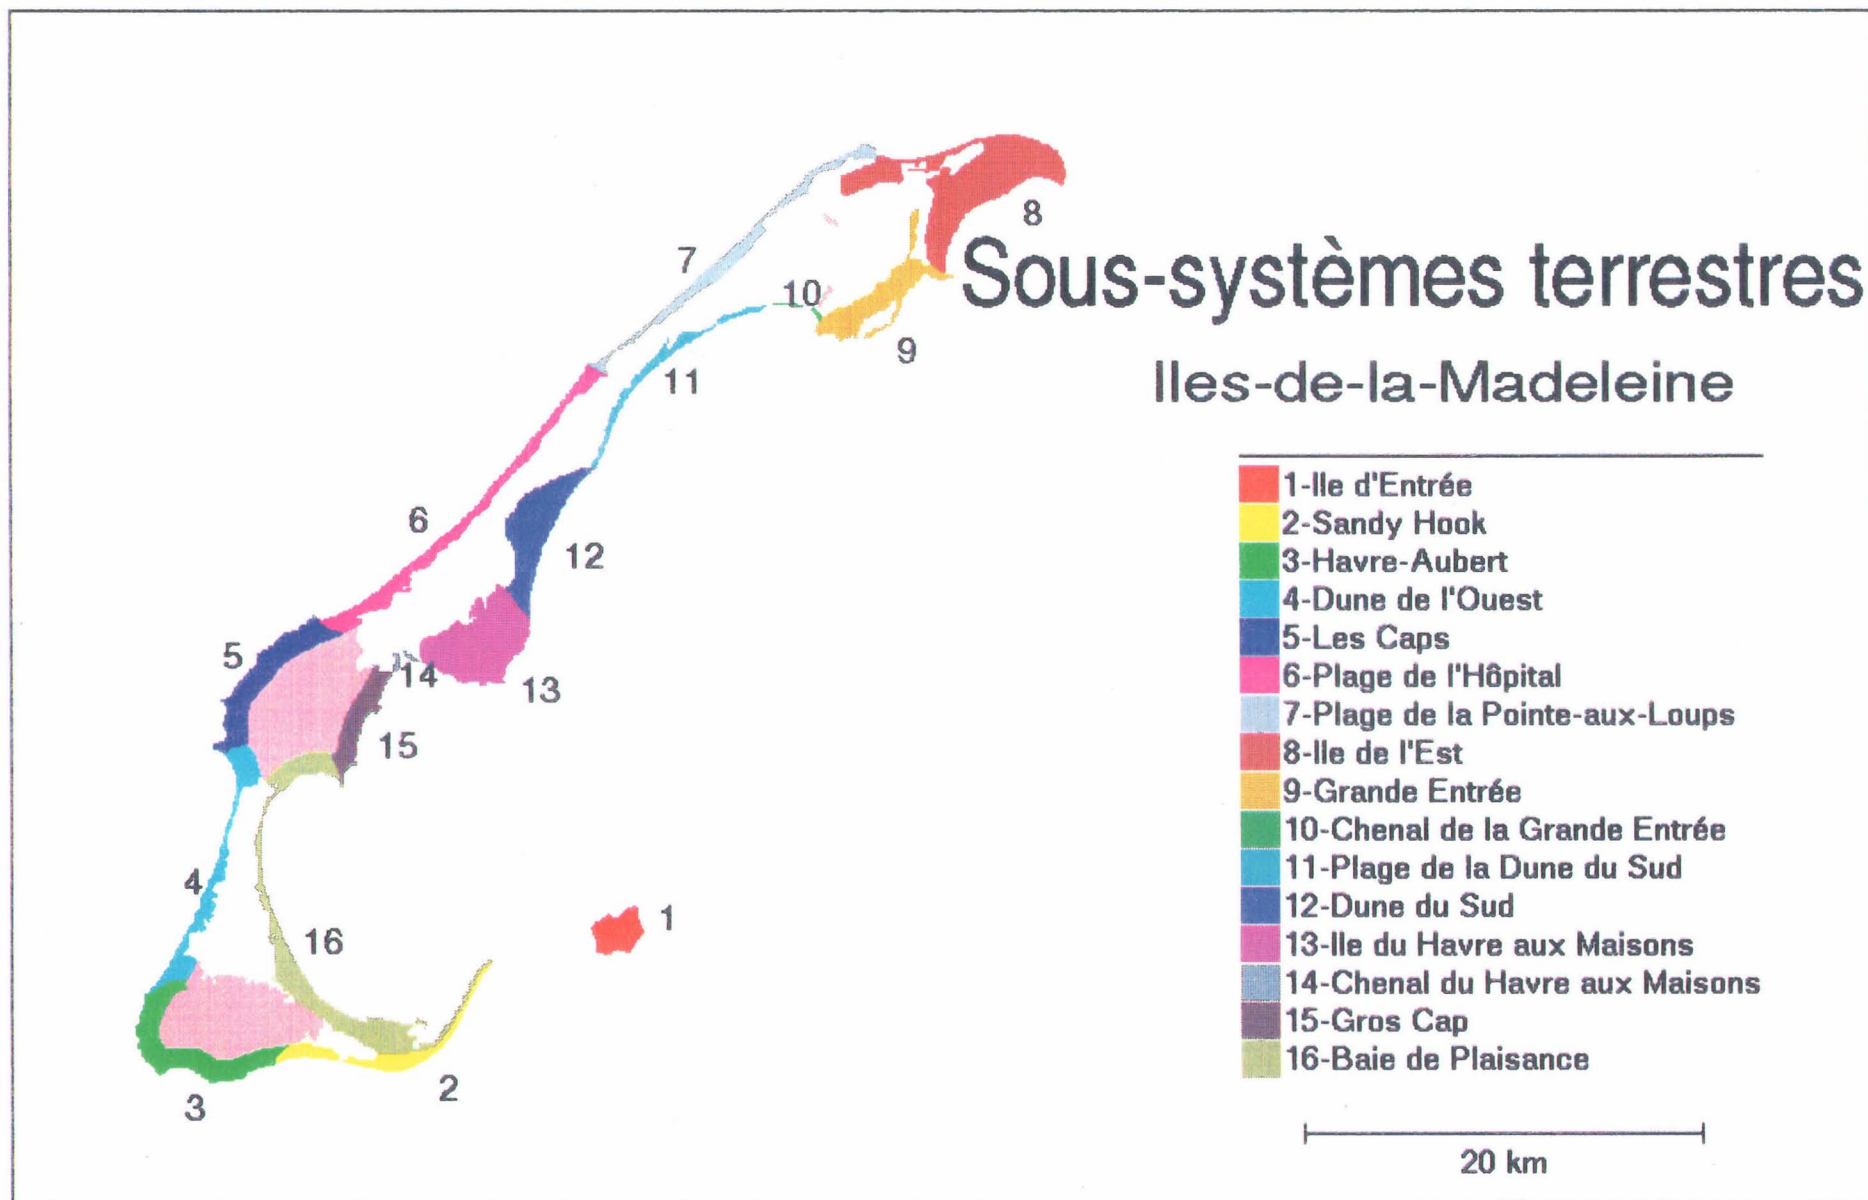 8
7
Sous-systèmes terrestres
10
9
11
Iles-de-la-Madeleine
6
12
5
14
13
15
4
16
1
2
3
1-Ile d'Entrée
2-Sandy Hook
3-Havre-Aubert
4-Dune de l'Ouest
5-Les Caps
6-Plage de l'Hôpital
7-Plage de la Pointe-aux-Loups
8-Ile de l'Est
9-Grande Entrée
10-Chenal de la Grande Entrée
11-Plage de la Dune du Sud
12-Dune du Sud
13-Ile du Havre aux Maisons
14-Chenal du Havre aux Maisons
15-Gros Cap
16-Baie de Plaisance
20 km